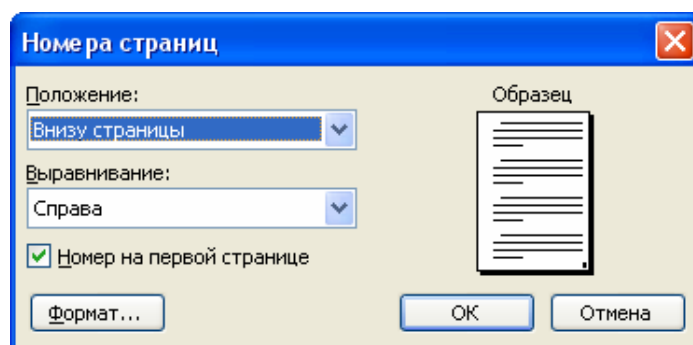 Номера страниц
Положение:
Внизу страницы
Выравнивание:
Справа
Номер на первой странице
Формат...
Образец
ОК
Отмена